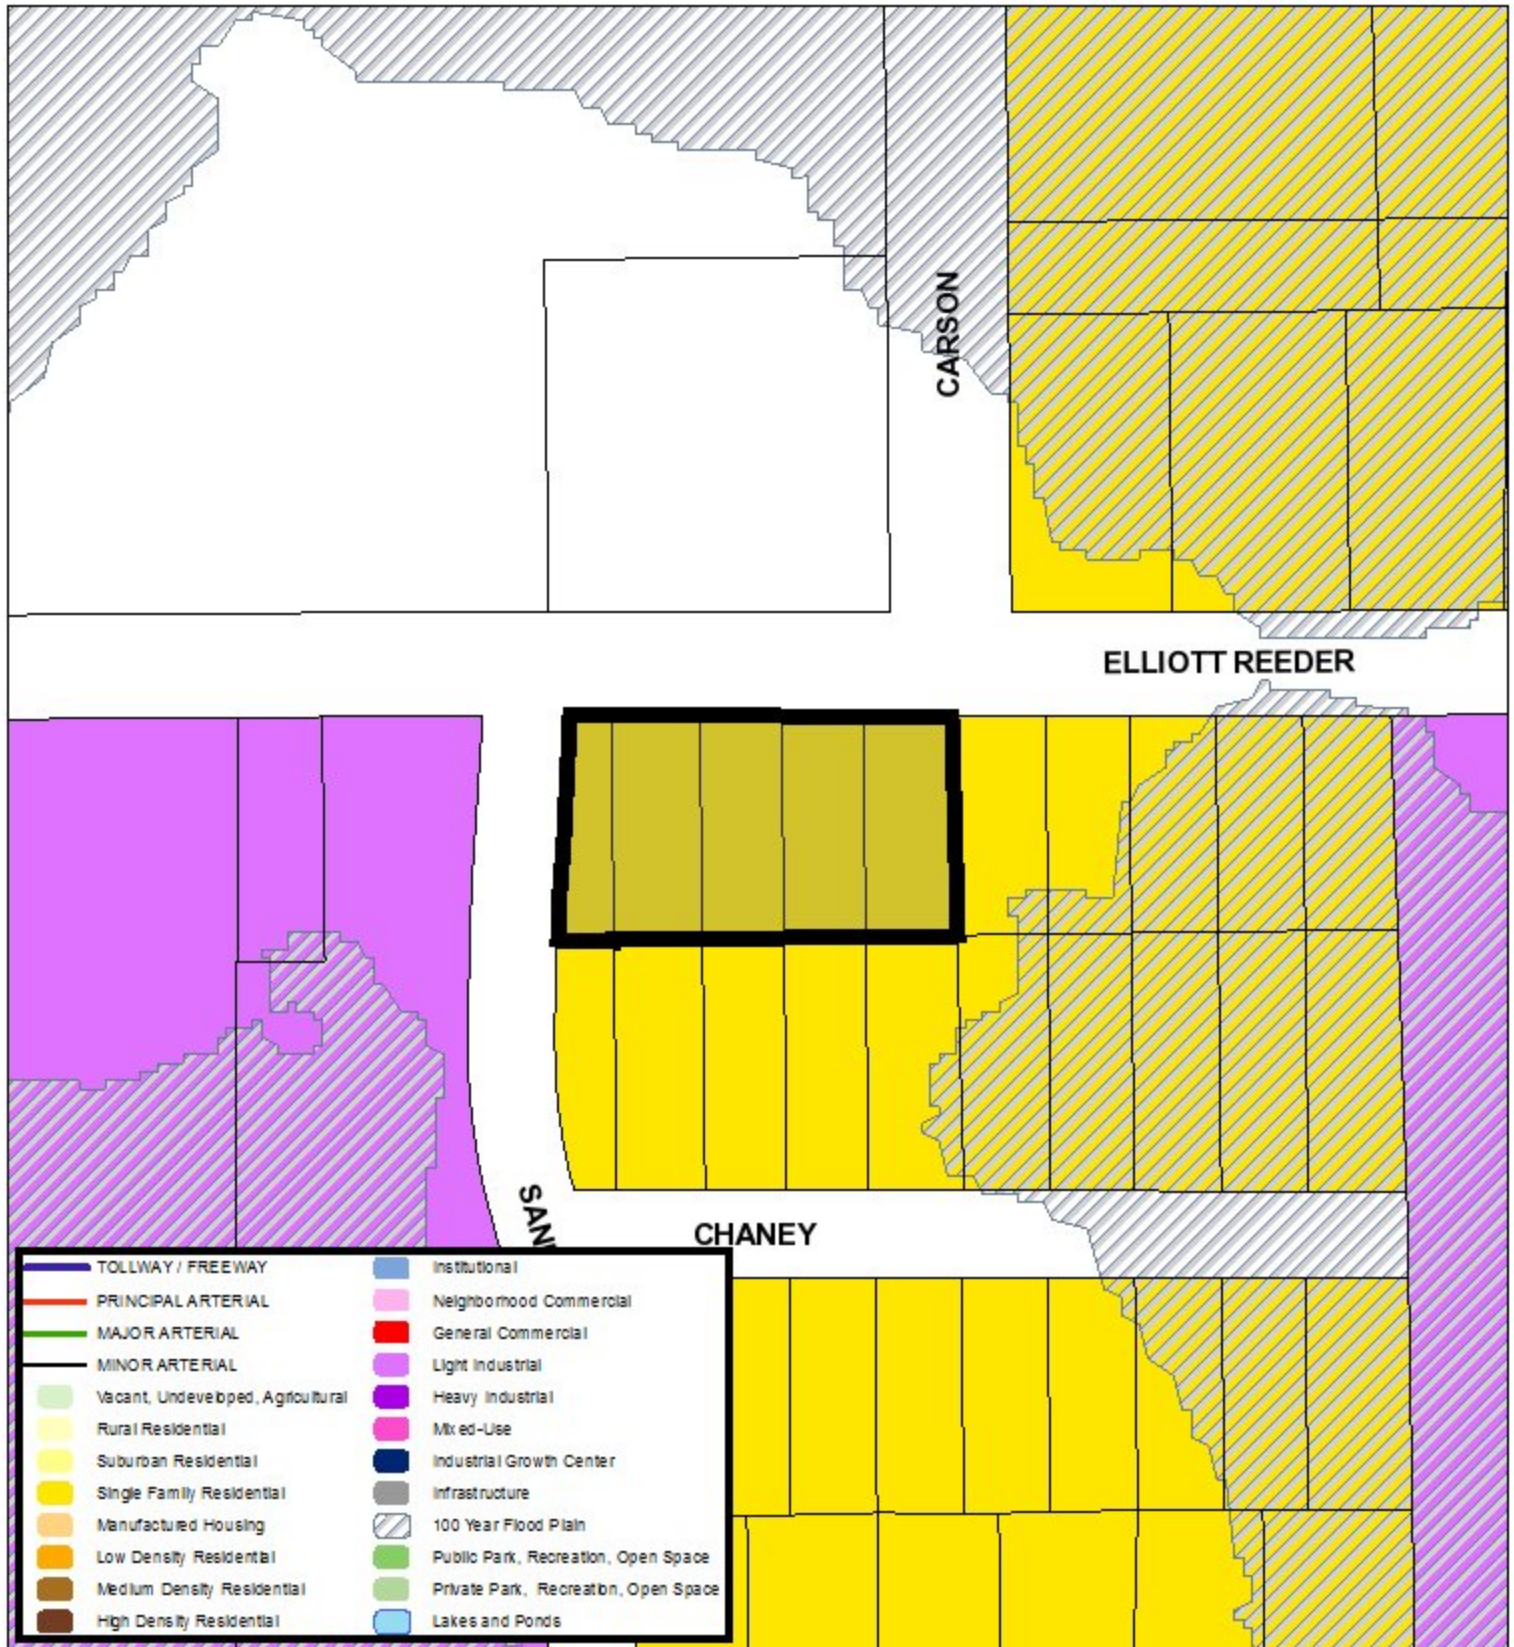 CARSON
ELLIOTT REEDER
SAN
CHANEY
TOLLWAY / FREEWAY
PRINCIPAL ARTERIAL
MAJOR ARTERIAL
MINOR ARTERIAL
Vacant, Undeveloped, Agricultural
Rural Residential
Suburban Residential
Single Family Residential
Manufactured Housing
Low Density Residential
Medium Density Residential
High Density Residential
Institutional
Neighborhood Commercial
General Commercial
Light Industrial
Heavy Industrial
Mixed-Use
Industrial Growth Center
Infrastructure
100 Year Flood Plain
Public Park, Recreation, Open Space
Private Park, Recreation, Open Space
Lakes and Ponds